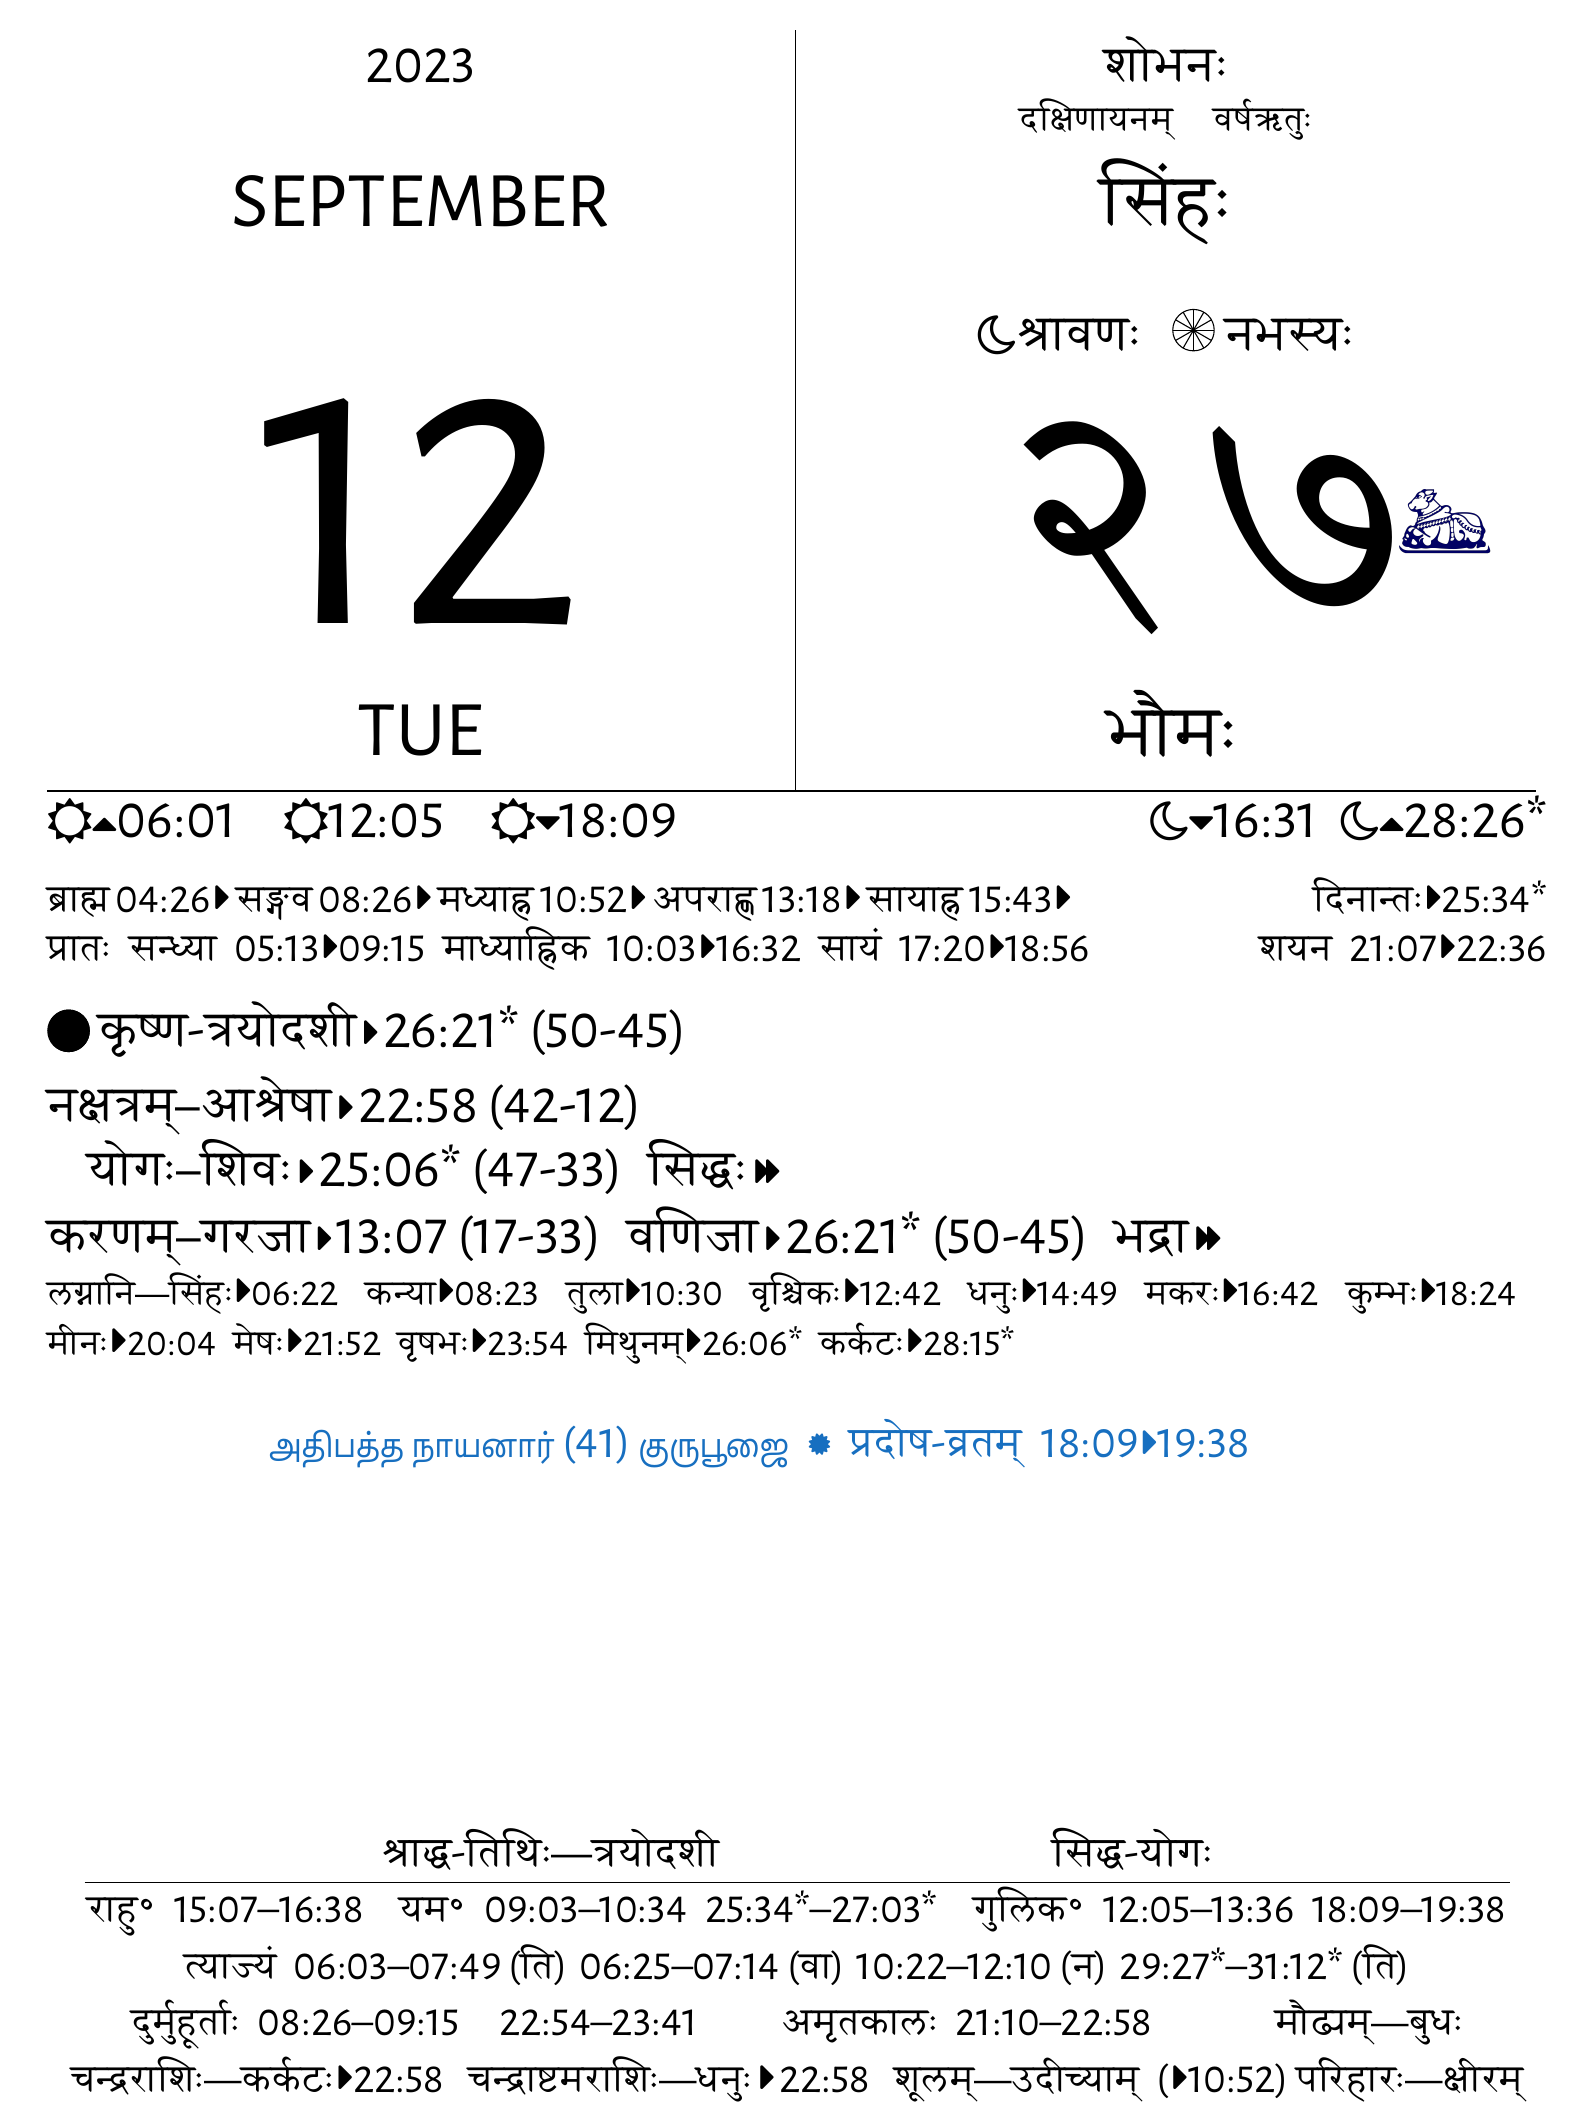 2023
SEPTEMBER
12
TUE
शोभनः
दक्षिणायनम् वर्षऋतुः
सिंहः
श्रावणः नभस्यः
२७
भौमः
06:01 12:05 18:09 16:31 28:26*
ब्राह्म 04:26 सङ्गव 08:26 मध्याह्न 10:52 अपराह्ण 13:18 सायाह्न 15:43 दिनान्तः 25:34*
प्रातः सन्ध्या 05:13 09:15 माध्याह्निक 10:03 16:32 सायं 17:20 18:56 शयन 21:07 22:36
कृष्ण-त्रयोदशी 26:21* (50-45)
नक्षत्रम्–आश्रेषा 22:58 (42-12)
योगः–शिवः 25:06* (47-33) सिद्धः
करणम्–गरजा 13:07 (17-33) वणिजा 26:21* (50-45) भद्रा
लग्नानि—सिंहः 06:22 कन्या 08:23 तुला 10:30 वृश्चिकः 12:42 धनुः 14:49 मकरः 16:42 कुम्भः 18:24
मीनः 20:04 मेषः 21:52 वृषभः 23:54 मिथुनम् 26:06* कर्कटः 28:15*
அதிபத்த நாயனார் (41) குருபூஜை प्रदोष-व्रतम् 18:09 19:38
श्राद्ध-तिथिः—त्रयोदशी सिद्ध-योगः
राहु॰ 15:07–16:38 यम॰ 09:03–10:34 25:34*–27:03* गुलिक॰ 12:05–13:36 18:09–19:38
त्याज्यं 06:03–07:49 (ति) 06:25–07:14 (वा) 10:22–12:10 (न) 29:27*–31:12* (ति)
दुर्मुहूर्ताः 08:26–09:15 22:54–23:41 अमृतकालः 21:10–22:58 मौढ्यम्—बुधः
चन्द्रराशिः—कर्कटः 22:58 चन्द्राष्टमराशिः—धनुः 22:58 शूलम्—उदीच्याम् ( 10:52) परिहारः—क्षीरम्